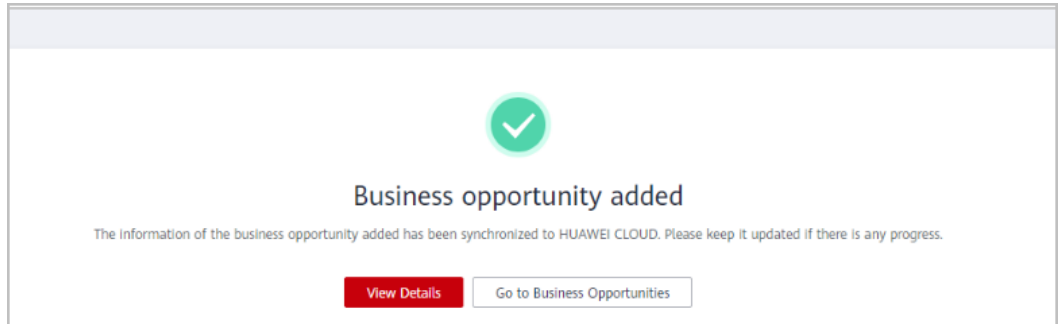 Business opportunity added
The information of the business opportunity added has been synchronized to HUAWEI CLOUD. Please keep it updated if there is any progress.
View Details
Go to Business Opportunities